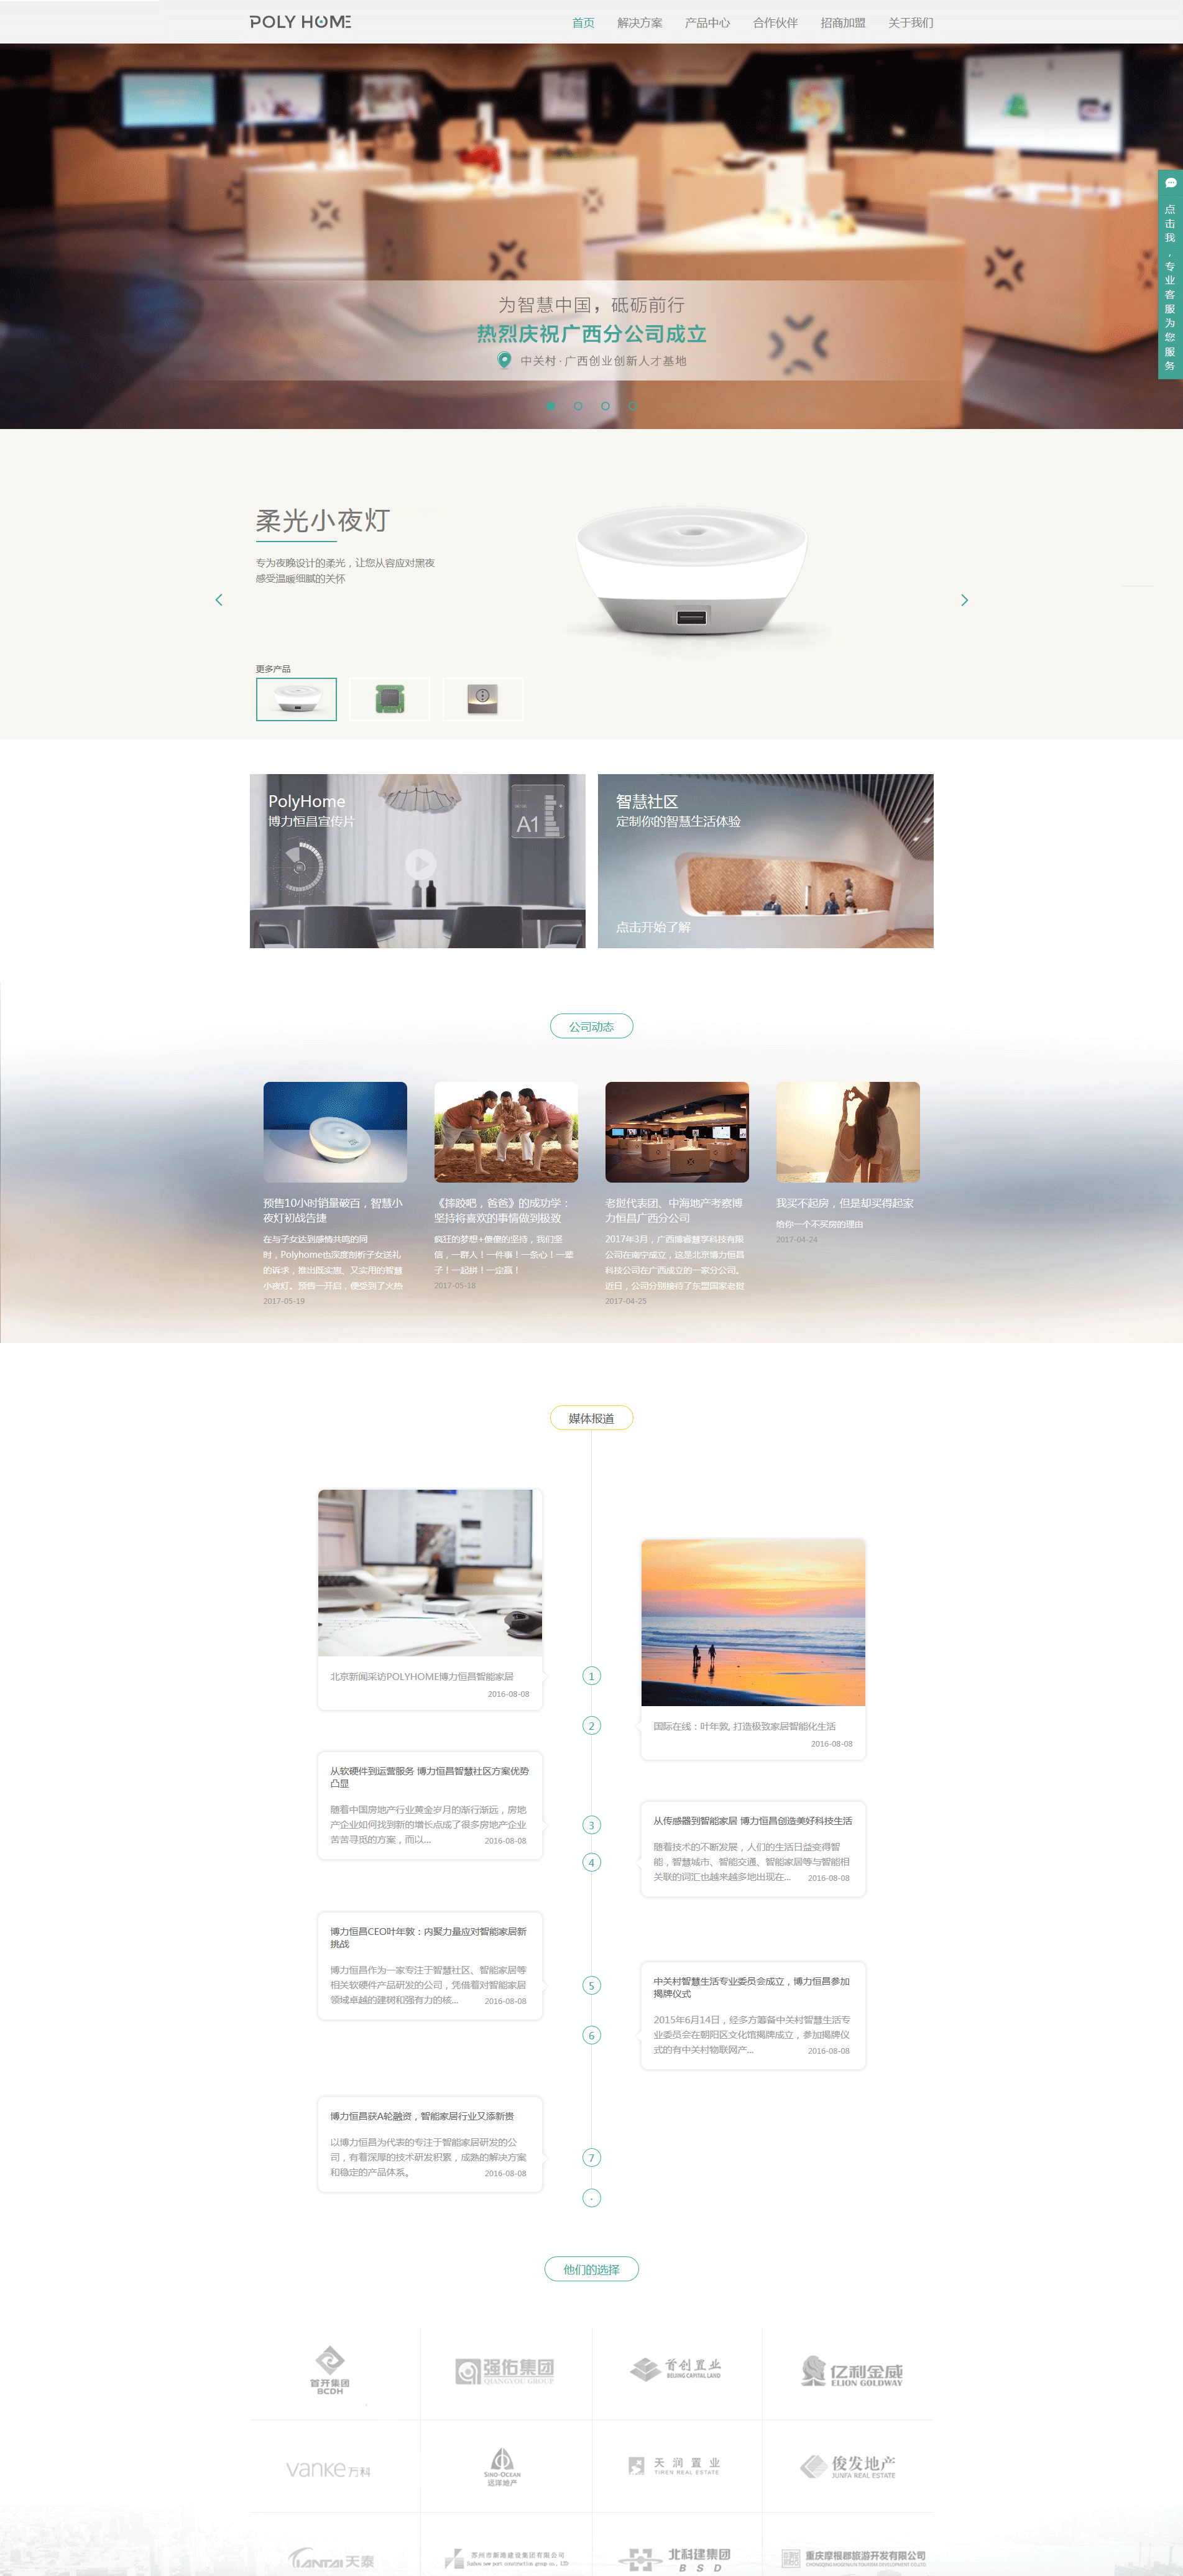 POLY HOME
首页 解决方案 产品中心 合作伙伴 招商加盟 关于我们
点击我，专业客服为您服务
为智慧中国，砥砺前行
热烈庆祝广西分公司成立
中关村·广西创业创新人才基地
柔光小夜灯
专为夜晚设计的柔光，让您从容应对黑夜
感受温暖细腻的关怀
更多产品
PolyHome
博力恒昌宣传片
A1
智慧社区
定制你的智慧生活体验
点击开始了解
公司动态
预售10小时销量破百，智慧小
夜灯初战告捷
在与子女达到感情共鸣的同
时，Polyhome也深度剖析子女送礼
的诉求，推出既实惠、又实用的智慧
小夜灯。预售一开启，便受到了火热
2017-05-19
《摔跤吧，爸爸》的成功学：
坚持将喜欢的事情做到极致
疯狂的梦想+傻傻的坚持，我们坚
信，一群人！一件事！一条心！一辈
子！一起拼！一定赢！
2017-05-18
老挝代表团、中海地产考察博
力恒昌广西分公司
2017年3月，广西博睿慧享科技有限
公司在南宁成立，这是北京博力恒昌
科技公司在广西成立的一家分公司。
近日，公司分别接待了东盟国家老挝
2017-04-25
我买不起房，但是却买得起家
给你一个不买房的理由
2017-04-24
媒体报道
北京新闻采访POLYHOME博力恒昌智能家居
2016-08-08
1
国际在线：叶年敦, 打造极致家居智能化生活
2016-08-08
2
从软硬件到运营服务 博力恒昌智慧社区方案优势
凸显
随着中国房地产行业黄金岁月的渐行渐远，房地
产企业如何找到新的增长点成了很多房地产企业
苦苦寻抵的方案，而以... 2016-08-08
3
从传感器到智能家居 博力恒昌创造美好科技生活
随着技术的不断发展，人们的生活日益变得智
能，智慧城市、智能交通、智能家居等与智能相
关联的词汇也越来越多地出现在... 2016-08-08
4
博力恒昌CEO叶年敦：内聚力量应对智能家居新
挑战
博力恒昌作为一家专注于智慧社区、智能家居等
相关软硬件产品研发的公司，凭借着对智能家居
领域卓越的建树和强有力的核... 2016-08-08
5
中关村智慧生活专业委员会成立，博力恒昌参加
揭牌仪式
2015年6月14日，经多方筹备中关村智慧生活专
业委员会在朝阳区文化馆揭牌成立，参加揭牌仪
式的有中关村物联网产... 2016-08-08
6
博力恒昌获A轮融资，智能家居行业又添新贵
以博力恒昌为代表的专注于智能家居研发的公
司，有着深厚的技术研发积累，成熟的解决方案
和稳定的产品体系。 2016-08-08
7
他们的选择
首开集团
BCDH
强佑集团
QIANGYOU GROUP
首创置业
BEIJING CAPITAL LAND
亿利金威
ELION GOLDWAY
vanke 万科
SINO-OCEAN
远洋地产
天润置业
TIREN REAL ESTATE
俊发地产
JUNFA REAL ESTATE
TIANTAI 天泰
苏州市新路建设集团有限公司
北科建集团
BSD
重庆摩根郡旅游开发有限公司